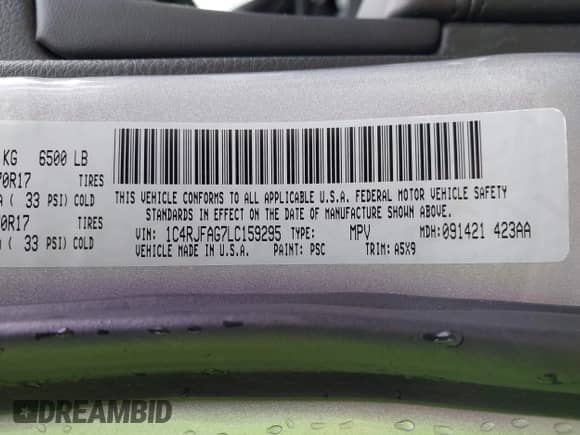 KG 6500 LB
70R17 TIRES
A ( 33 PSI) COLD
0R17 TIRES
( 33 PSI) COLD
THIS VEHICLE CONFORMS TO ALL APPLICABLE U.S.A. FEDERAL MOTOR VEHICLE SAFETY
STANDARDS IN EFFECT ON THE DATE OF MANUFACTURE SHOWN ABOVE.
VIN: 1C4RJFAG7LC159295 TYPE: MPV MDH: 091421 423AA
VEHICLE MADE IN U.S.A. PAINT: PSC TRIM: A5X9
DREAMBID